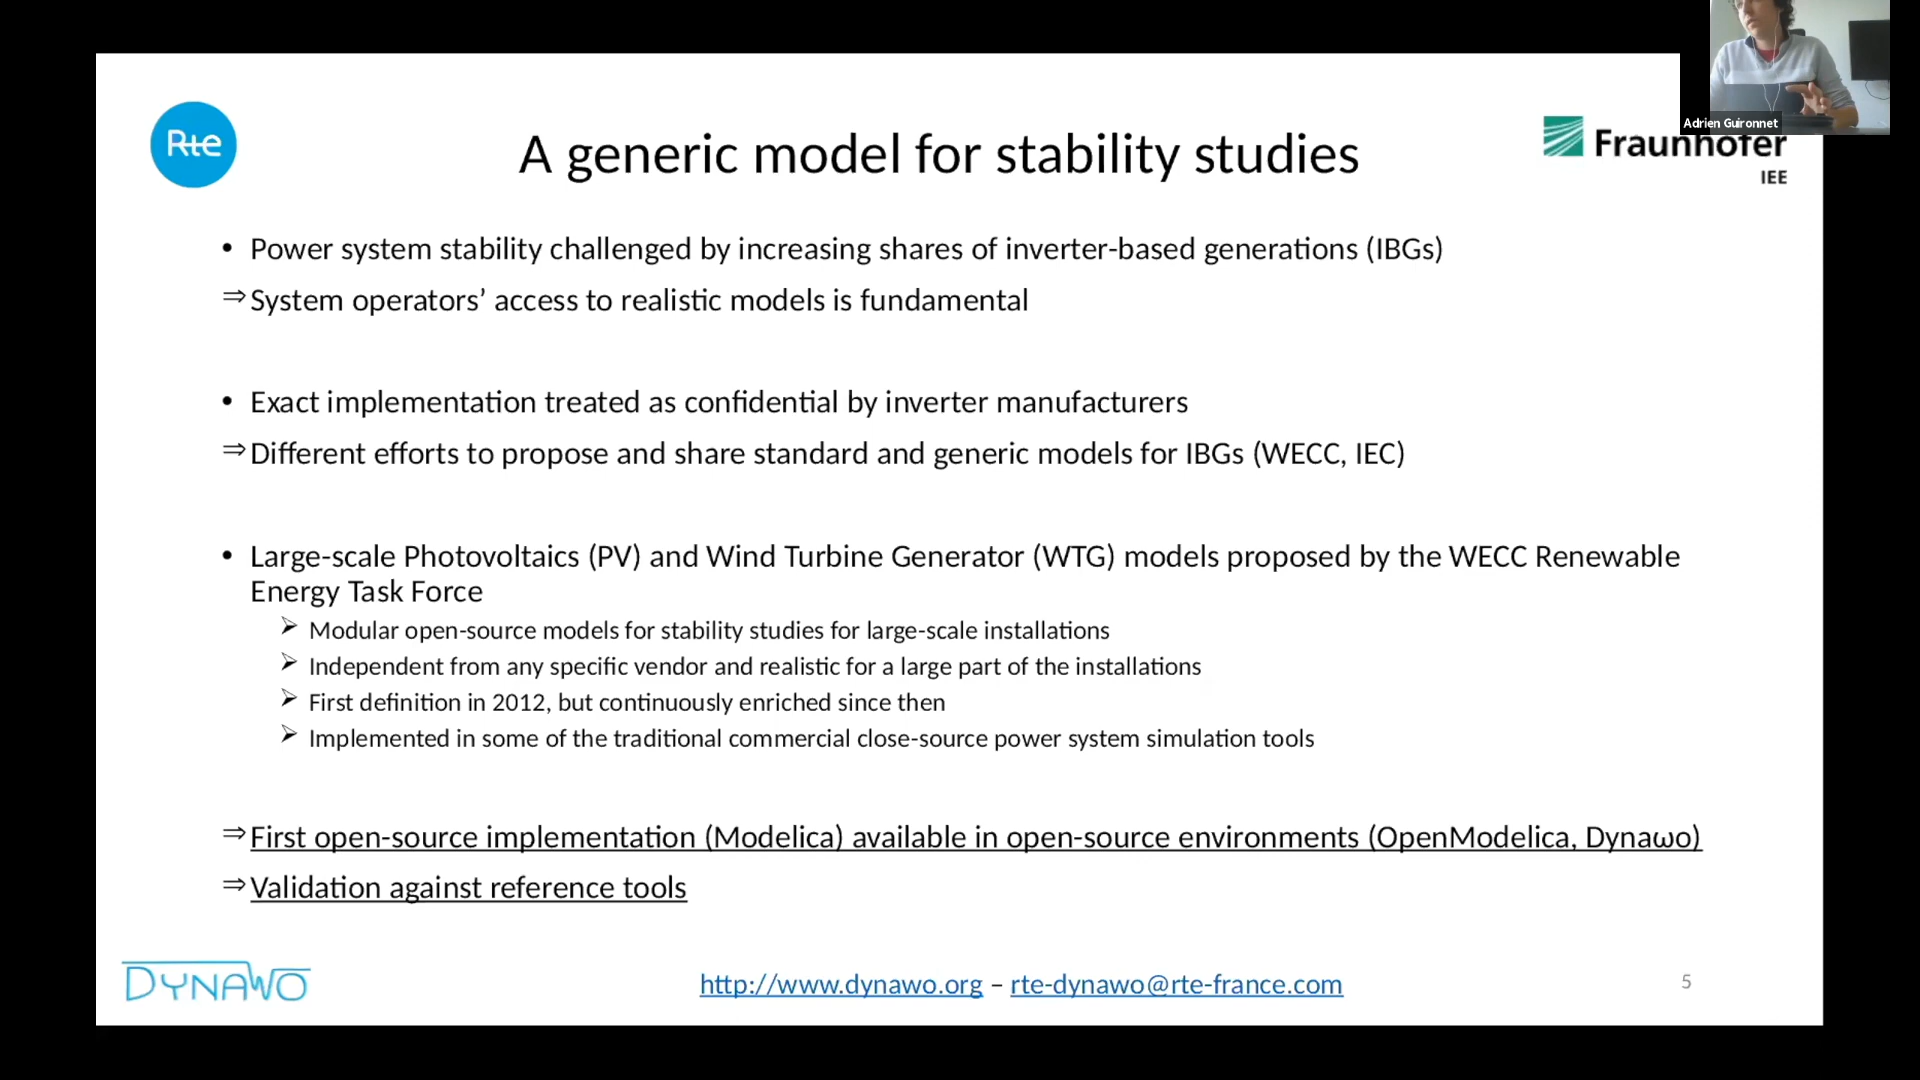 Adrien Guironnet
Rte
A generic model for stability studies
Fraunhofer
IEE
• Power system stability challenged by increasing shares of inverter-based generations (IBGs)
⇒ System operators’ access to realistic models is fundamental
• Exact implementation treated as confidential by inverter manufacturers
⇒ Different efforts to propose and share standard and generic models for IBGs (WECC, IEC)
• Large-scale Photovoltaics (PV) and Wind Turbine Generator (WTG) models proposed by the WECC Renewable
Energy Task Force
➢ Modular open-source models for stability studies for large-scale installations
➢ Independent from any specific vendor and realistic for a large part of the installations
➢ First definition in 2012, but continuously enriched since then
➢ Implemented in some of the traditional commercial close-source power system simulation tools
⇒ First open-source implementation (Modelica) available in open-source environments (OpenModelica, Dynaωo)
⇒ Validation against reference tools
DYNAWO
http://www.dynawo.org – rte-dynawo@rte-france.com
5